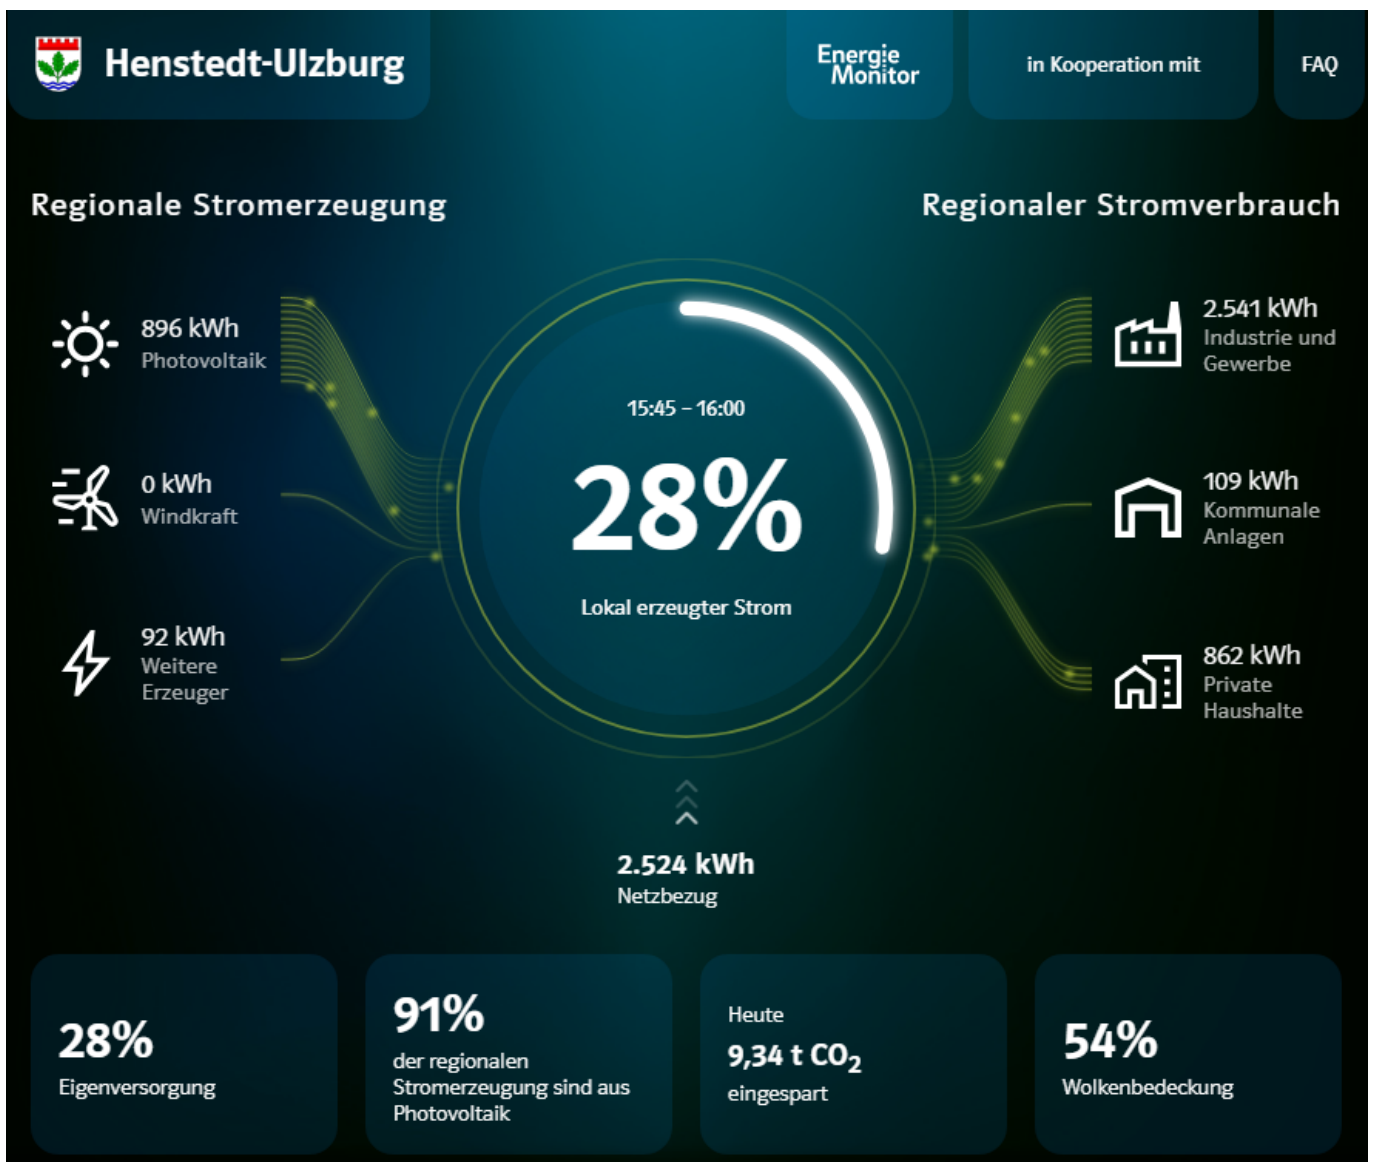 Henstedt-Ulzburg
Energie
Monitor
in Kooperation mit
FAQ
Regionale Stromerzeugung
Regionaler Stromverbrauch
896 kWh
Photovoltaik
0 kWh
Windkraft
92 kWh
Weitere
Erzeuger
15:45 – 16:00
28%
Lokal erzeugter Strom
2.541 kWh
Industrie und
Gewerbe
109 kWh
Kommunale
Anlagen
862 kWh
Private
Haushalte
2.524 kWh
Netzbezug
28%
Eigenversorgung
91%
der regionalen
Stromerzeugung sind aus
Photovoltaik
Heute
9,34 t CO₂
eingespart
54%
Wolkenbedeckung